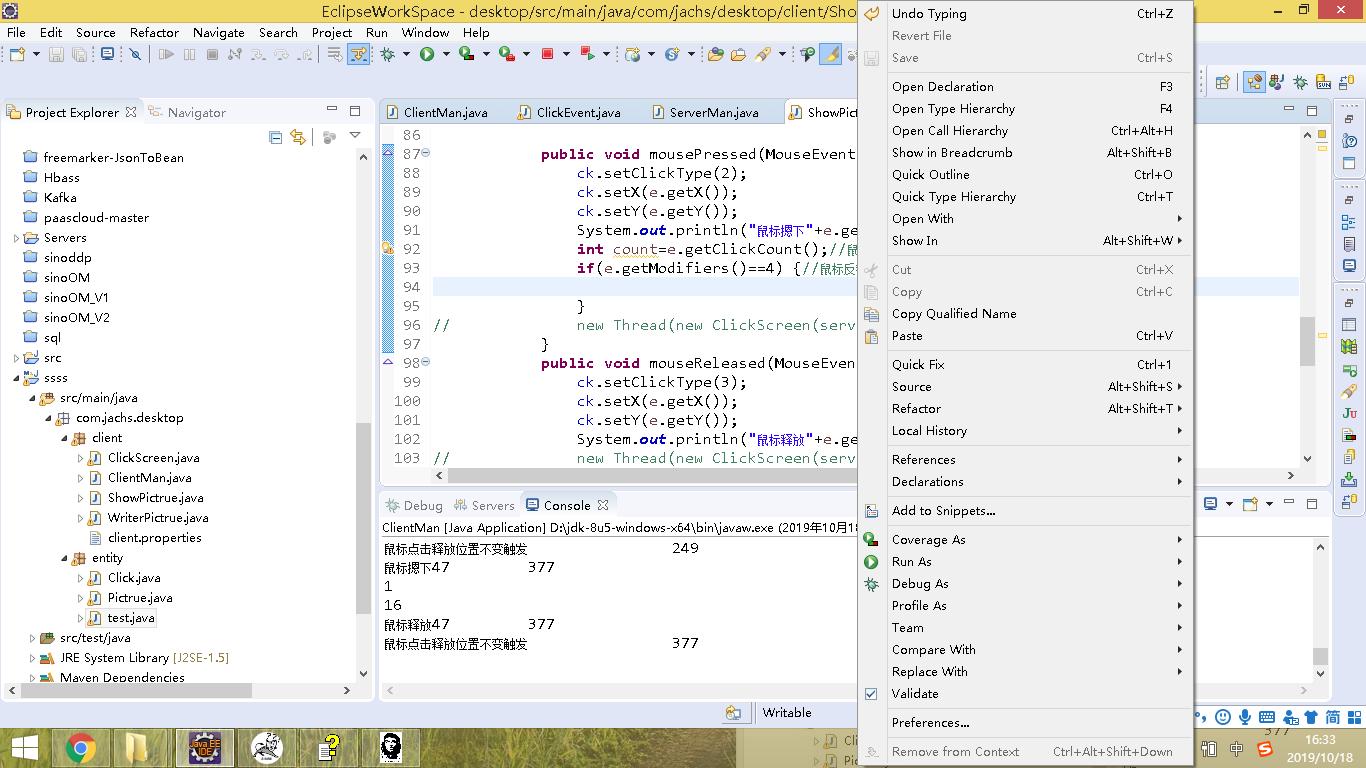 EclipseWorkSpace - desktop/src/main/java/com/jachs/desktop/client/Sho
File Edit Source Refactor Navigate Search Project Run Window Help
Project Explorer
Navigator
freemarker-JsonToBean
Hbass
Kafka
paascloud-master
Servers
sinoddp
sinoOM
sinoOM_V1
sinoOM_V2
sql
src
ssss
src/main/java
com.jachs.desktop
client
ClickScreen.java
ClientMan.java
ShowPictrue.java
WriterPictrue.java
client.properties
entity
Click.java
Pictrue.java
test.java
src/test/java
JRE System Library [J2SE-1.5]
Maven Dependencies
ClientMan.java ClickEvent.java ServerMan.java ShowPict
86
87 public void mousePressed(MouseEvent
88 ck.setClickType(2);
89 ck.setX(e.getX());
90 ck.setY(e.getY());
91 System.out.println("鼠标摁下"+e.ge
92 int count=e.getClickCount();//鼠
93 if(e.getModifiers()==4) {//鼠标反
94
95 }
96 // new Thread(new ClickScreen(serv
97 }
98 public void mouseReleased(MouseEven
99 ck.setClickType(3);
100 ck.setX(e.getX());
101 ck.setY(e.getY());
102 System.out.println("鼠标释放"+e.ge
103 // new Thread(new ClickScreen(serv
Debug Servers Console
ClientMan [Java Application] D:\jdk-8u5-windows-x64\bin\javaw.exe (2019年10月18
鼠标点击释放位置不变触发 249
鼠标摁下47 377
1
16
鼠标释放47 377
鼠标点击释放位置不变触发 377
Writable
Undo Typing Ctrl+Z
Revert File
Save Ctrl+S
Open Declaration F3
Open Type Hierarchy F4
Open Call Hierarchy Ctrl+Alt+H
Show in Breadcrumb Alt+Shift+B
Quick Outline Ctrl+O
Quick Type Hierarchy Ctrl+T
Open With
Show In Alt+Shift+W
Cut Ctrl+X
Copy Ctrl+C
Copy Qualified Name
Paste Ctrl+V
Quick Fix Ctrl+1
Source Alt+Shift+S
Refactor Alt+Shift+T
Local History
References
Declarations
Add to Snippets...
Coverage As
Run As
Debug As
Profile As
Team
Compare With
Replace With
Validate
Preferences...
Remove from Context Ctrl+Alt+Shift+Down
简
377
Java EE
IDE
中
16:33
2019/10/18